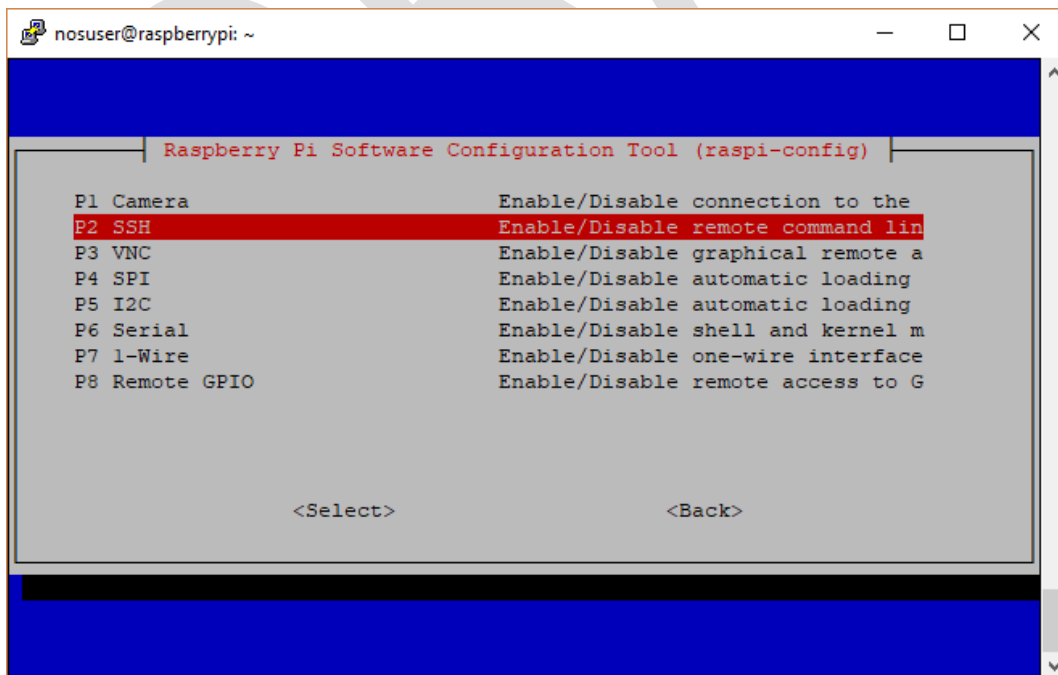 nosuser@raspberrypi: ~
Raspberry Pi Software Configuration Tool (raspi-config)
P1 Camera Enable/Disable connection to the
P2 SSH Enable/Disable remote command lin
P3 VNC Enable/Disable graphical remote a
P4 SPI Enable/Disable automatic loading
P5 I2C Enable/Disable automatic loading
P6 Serial Enable/Disable shell and kernel m
P7 1-Wire Enable/Disable one-wire interface
P8 Remote GPIO Enable/Disable remote access to G
<Select> <Back>